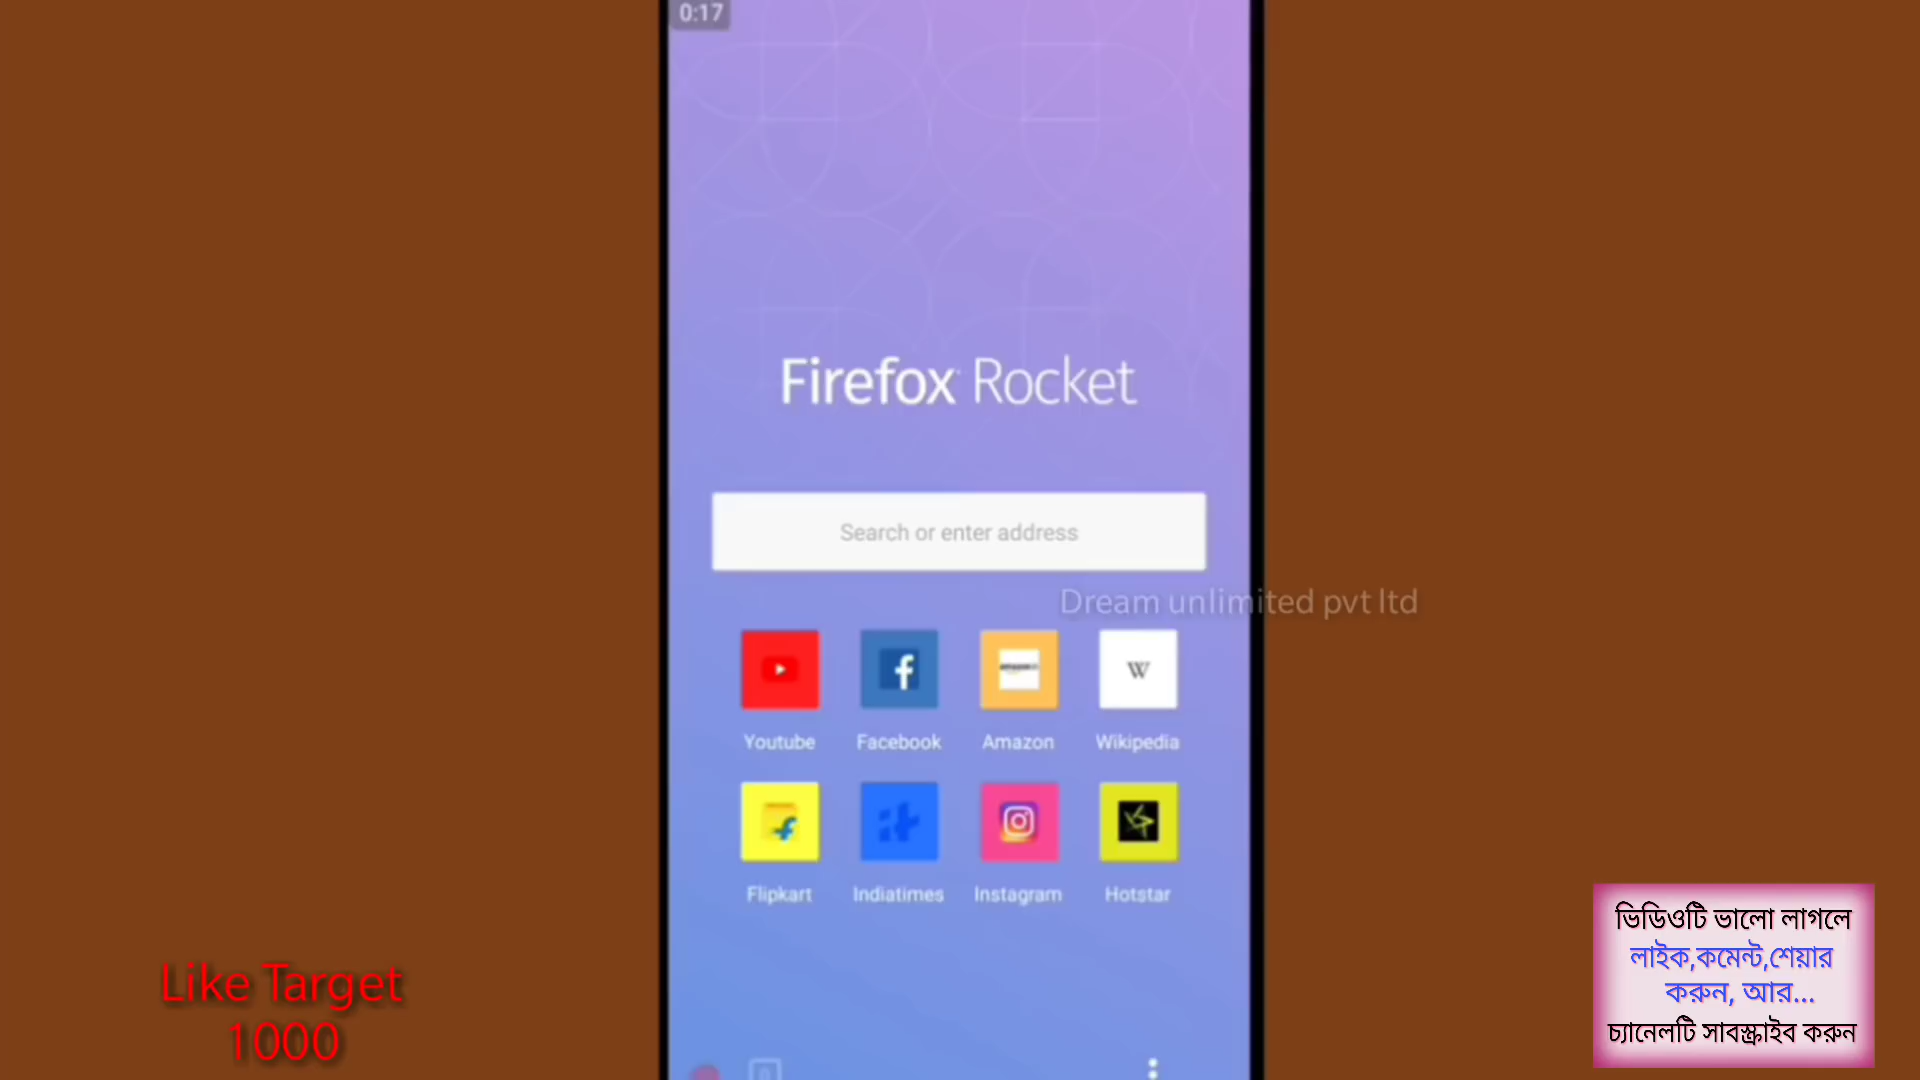 0:17
Firefox Rocket
Search or enter address
Dream unlimited pvt ltd
W
Youtube Facebook Amazon Wikipedia
Flipkart Indiatimes Instagram Hotstar
Like Target
1000
ভিডিওটি ভালো লাগলে
লাইক,কমেন্ট,শেয়ার
করুন, আর...
চ্যানেলটি সাবস্ক্রাইব করুন